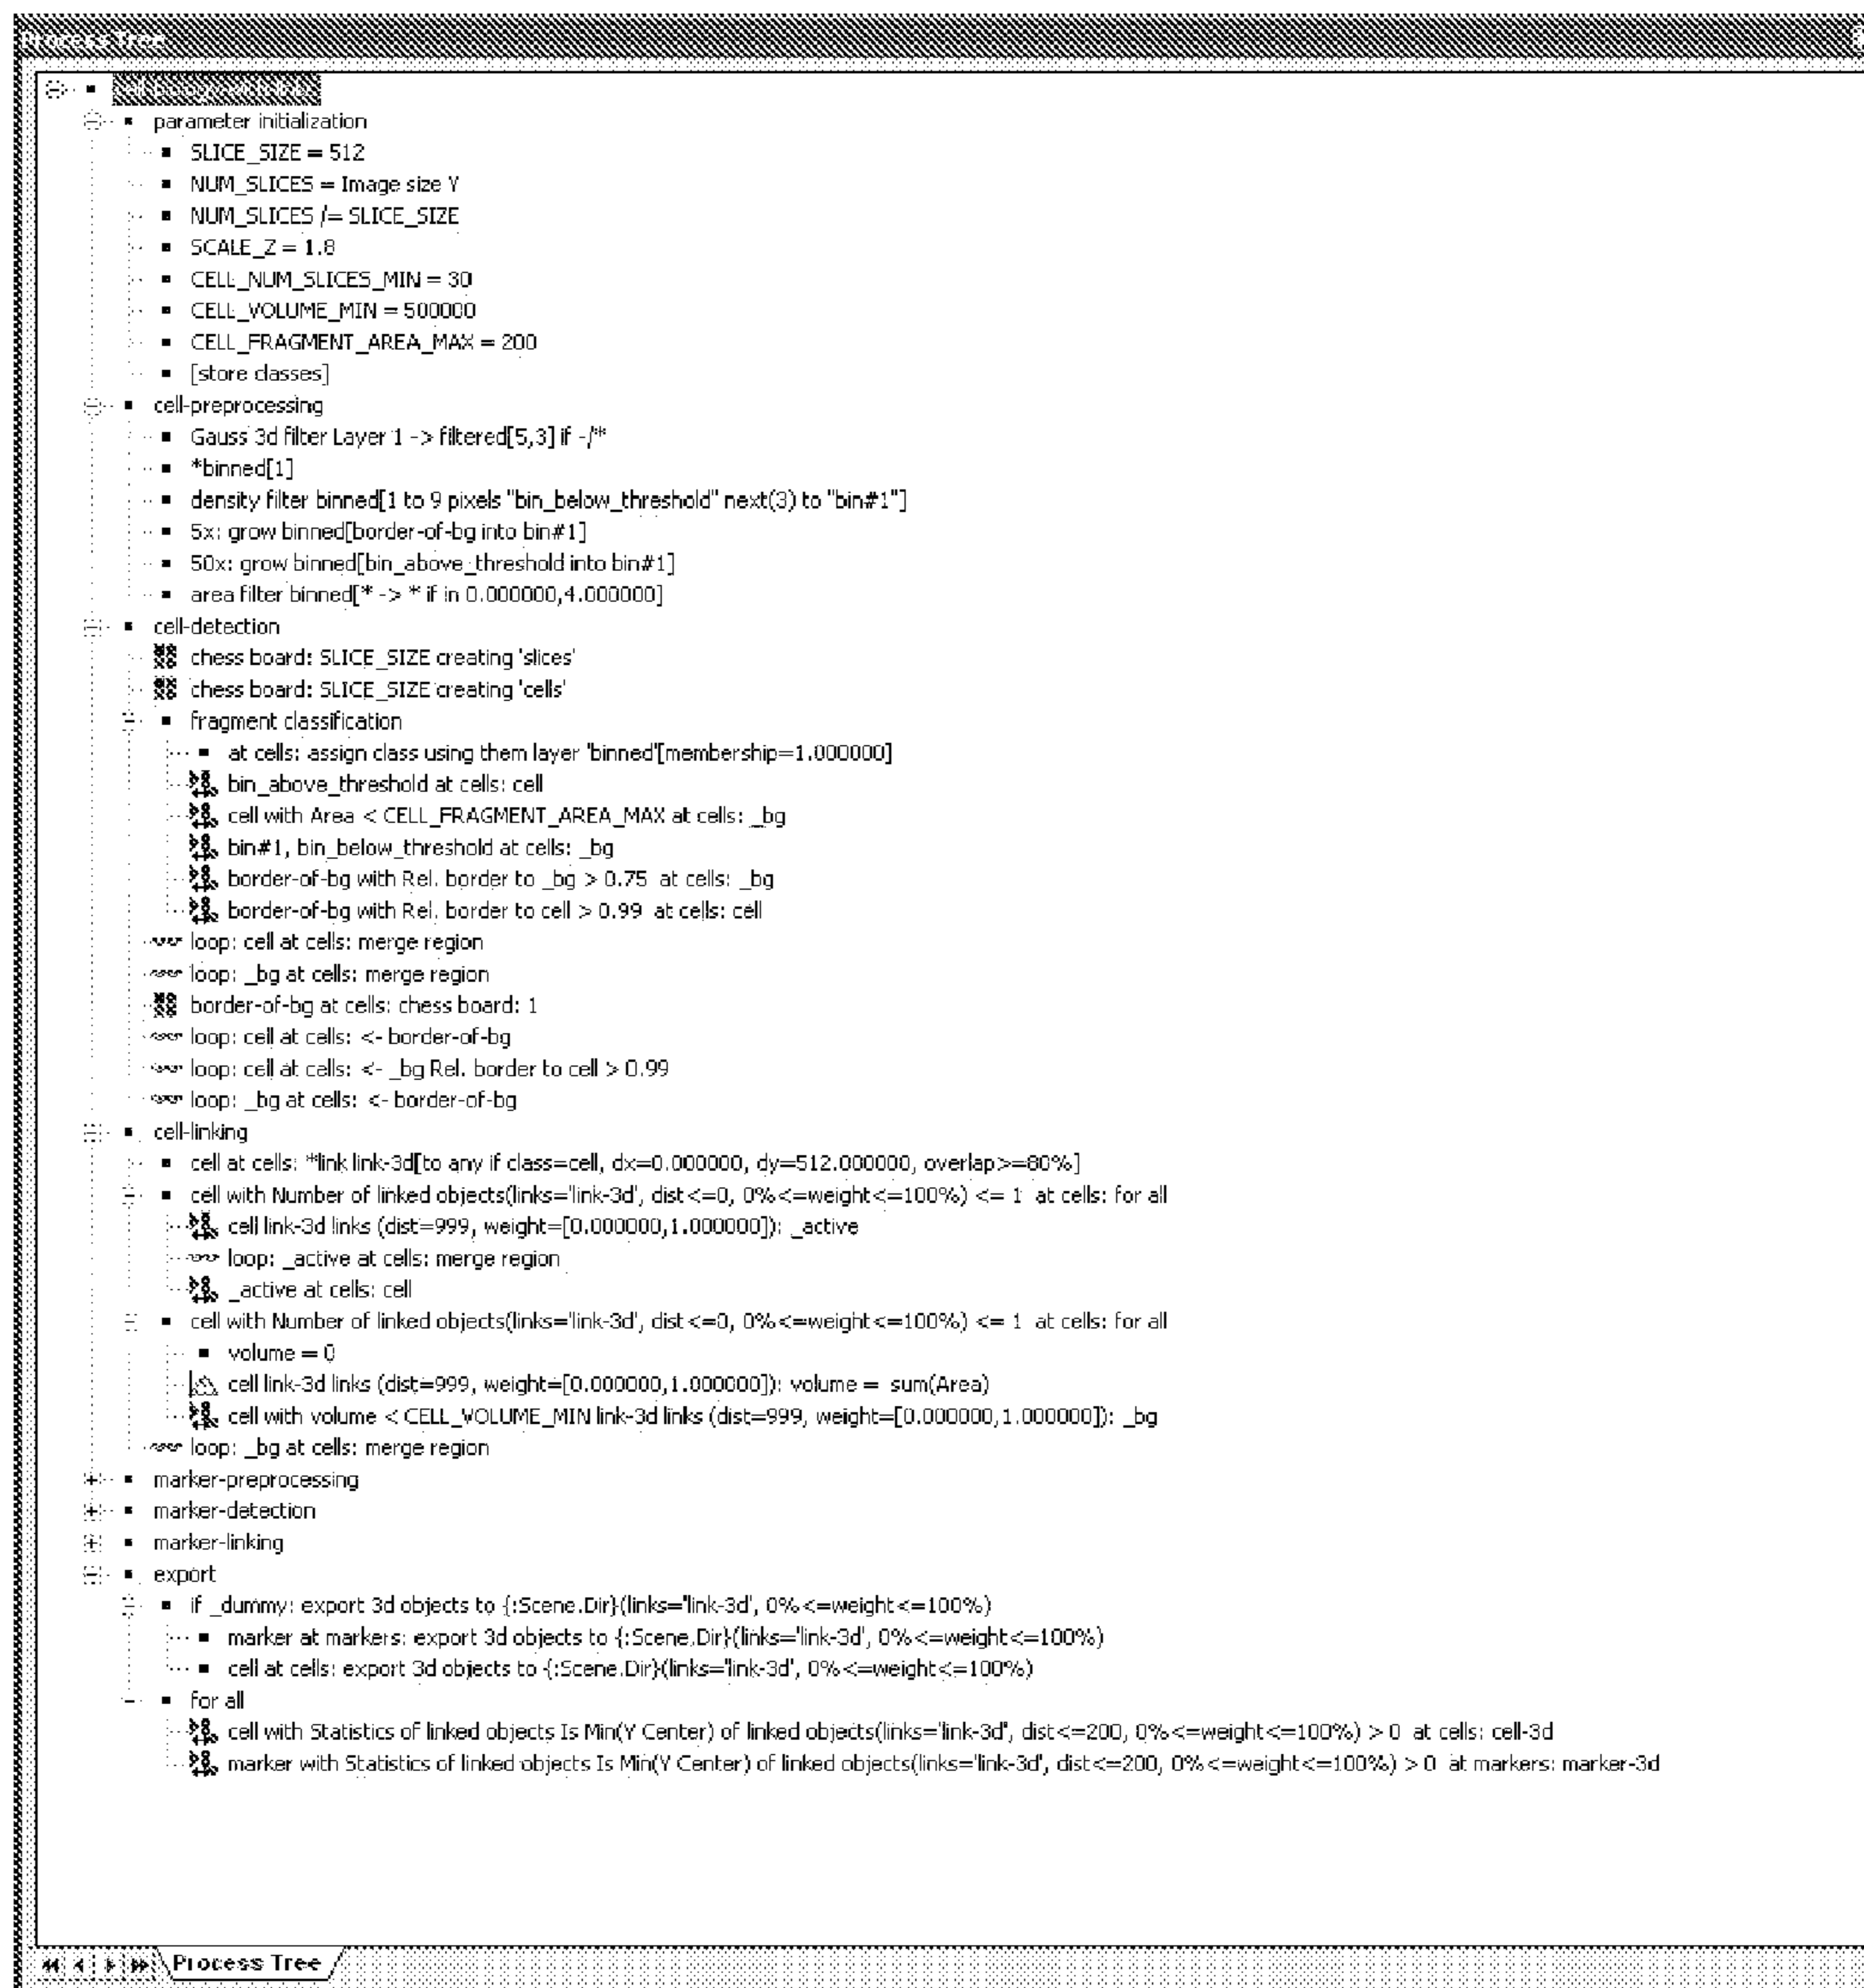 Process Tree
parameter initialization
SLICE_SIZE = 512
NUM_SLICES = Image size Y
NUM_SLICES /= SLICE_SIZE
SCALE_Z = 1.8
CELL_NUM_SLICES_MIN = 30
CELL_VOLUME_MIN = 500000
CELL_FRAGMENT_AREA_MAX = 200
[store classes]
cell-preprocessing
Gauss 3d filter Layer 1 -> filtered[5,3] if -/*
*binned[1]
density filter binned[1 to 9 pixels "bin_below_threshold" next(3) to "bin#1"]
5x: grow binned[border-of-bg into bin#1]
50x: grow binned[bin_above_threshold into bin#1]
area filter binned[* -> * if in 0.000000,4.000000]
cell-detection
chess board: SLICE_SIZE creating 'slices'
chess board: SLICE_SIZE creating 'cells'
fragment classification
at cells: assign class using them layer 'binned'[membership=1.000000]
bin_above_threshold at cells: cell
cell with Area < CELL_FRAGMENT_AREA_MAX at cells: _bg
bin#1, bin_below_threshold at cells: _bg
border-of-bg with Rel. border to _bg > 0.75 at cells: _bg
border-of-bg with Rel. border to cell > 0.99 at cells: cell
loop: cell at cells: merge region
loop: _bg at cells: merge region
border-of-bg at cells: chess board: 1
loop: cell at cells: <- border-of-bg
loop: cell at cells: <- _bg Rel. border to cell > 0.99
loop: _bg at cells: <- border-of-bg
cell-linking
cell at cells: *link link-3d[to any if class=cell, dx=0.000000, dy=512.000000, overlap>=80%]
cell with Number of linked objects(links='link-3d', dist<=0, 0%<=weight<=100%) <= 1 at cells: for all
cell link-3d links (dist=999, weight=[0.000000,1.000000]): _active
loop: _active at cells: merge region
_active at cells: cell
cell with Number of linked objects(links='link-3d', dist<=0, 0%<=weight<=100%) <= 1 at cells: for all
volume = 0
cell link-3d links (dist=999, weight=[0.000000,1.000000]): volume = sum(Area)
cell with volume < CELL_VOLUME_MIN link-3d links (dist=999, weight=[0.000000,1.000000]): _bg
loop: _bg at cells: merge region
marker-preprocessing
marker-detection
marker-linking
export
if _dummy: export 3d objects to {:Scene.Dir}(links='link-3d', 0%<=weight<=100%)
marker at markers: export 3d objects to {:Scene.Dir}(links='link-3d', 0%<=weight<=100%)
cell at cells: export 3d objects to {:Scene.Dir}(links='link-3d', 0%<=weight<=100%)
for all
cell with Statistics of linked objects Is Min(Y Center) of linked objects(links='link-3d', dist<=200, 0%<=weight<=100%) > 0 at cells: cell-3d
marker with Statistics of linked objects Is Min(Y Center) of linked objects(links='link-3d', dist<=200, 0%<=weight<=100%) > 0 at markers: marker-3d
Process Tree